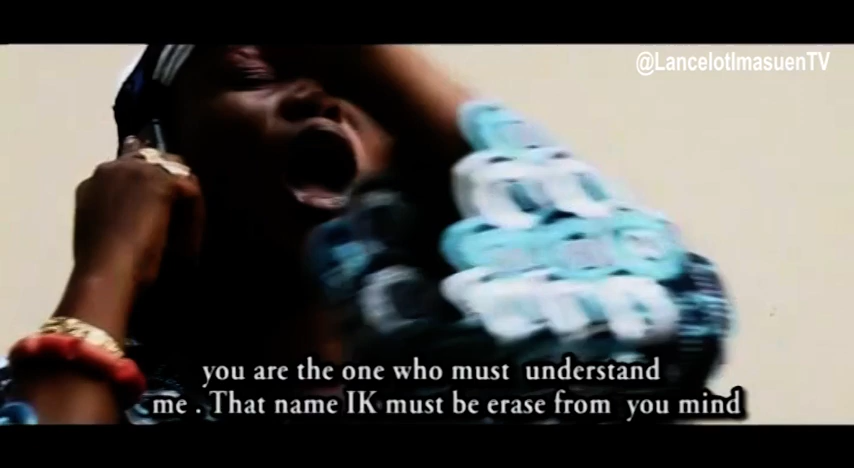 @LancelotImasuenTV
you are the one who must understand
me . That name IK must be erase from you mind